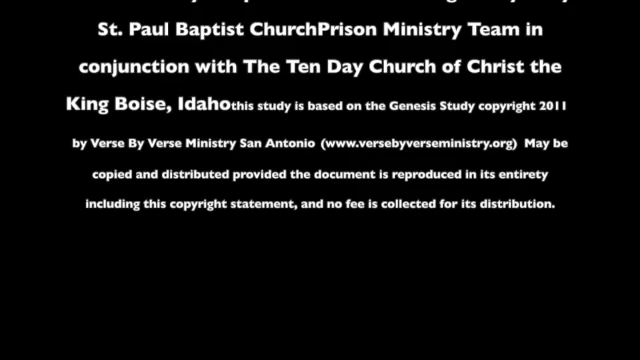 St. Paul Baptist ChurchPrison Ministry Team in
conjunction with The Ten Day Church of Christ the
King Boise, Idahothis study is based on the Genesis Study copyright 2011
by Verse By Verse Ministry San Antonio (www.versebyverseministry.org) May be
copied and distributed provided the document is reproduced in its entirety
including this copyright statement, and no fee is collected for its distribution.